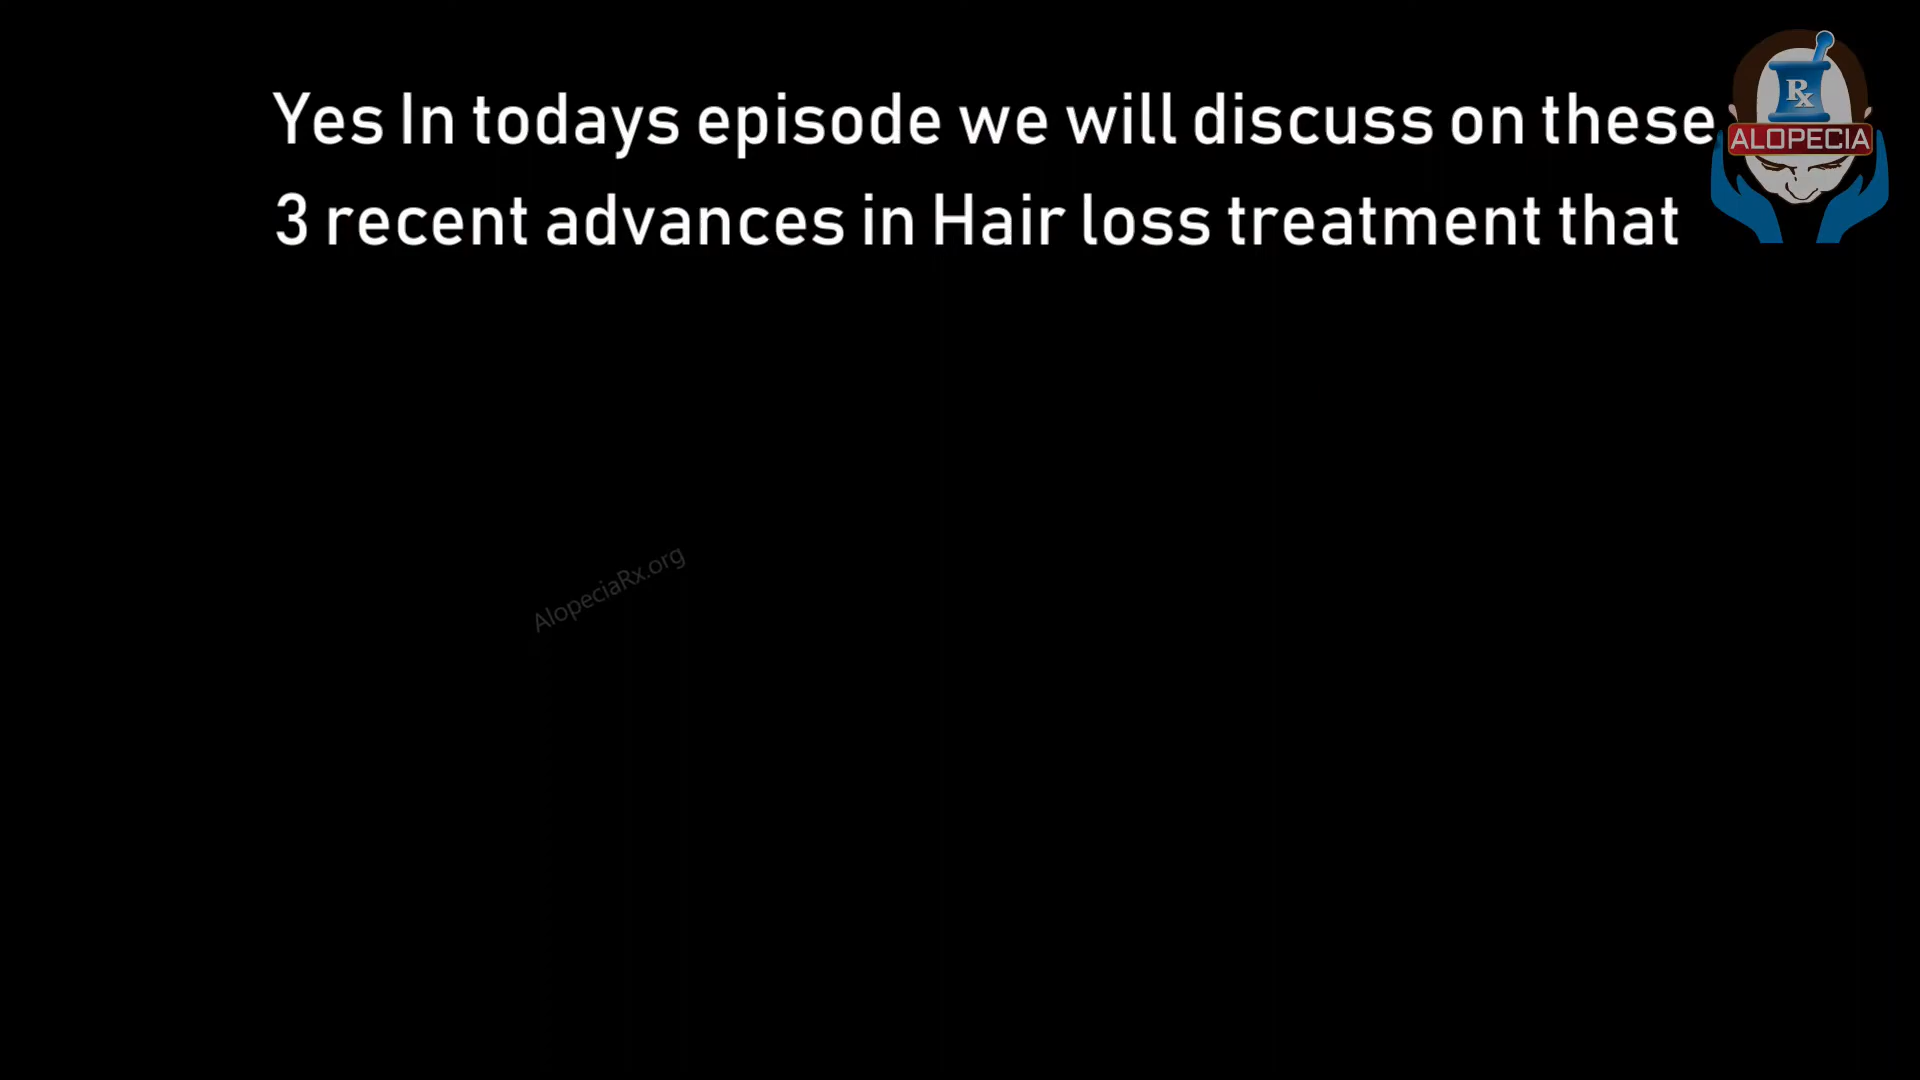 Yes In todays episode we will discuss on these
3 recent advances in Hair loss treatment that
Rx
ALOPECIA
AlopeciaRx.org